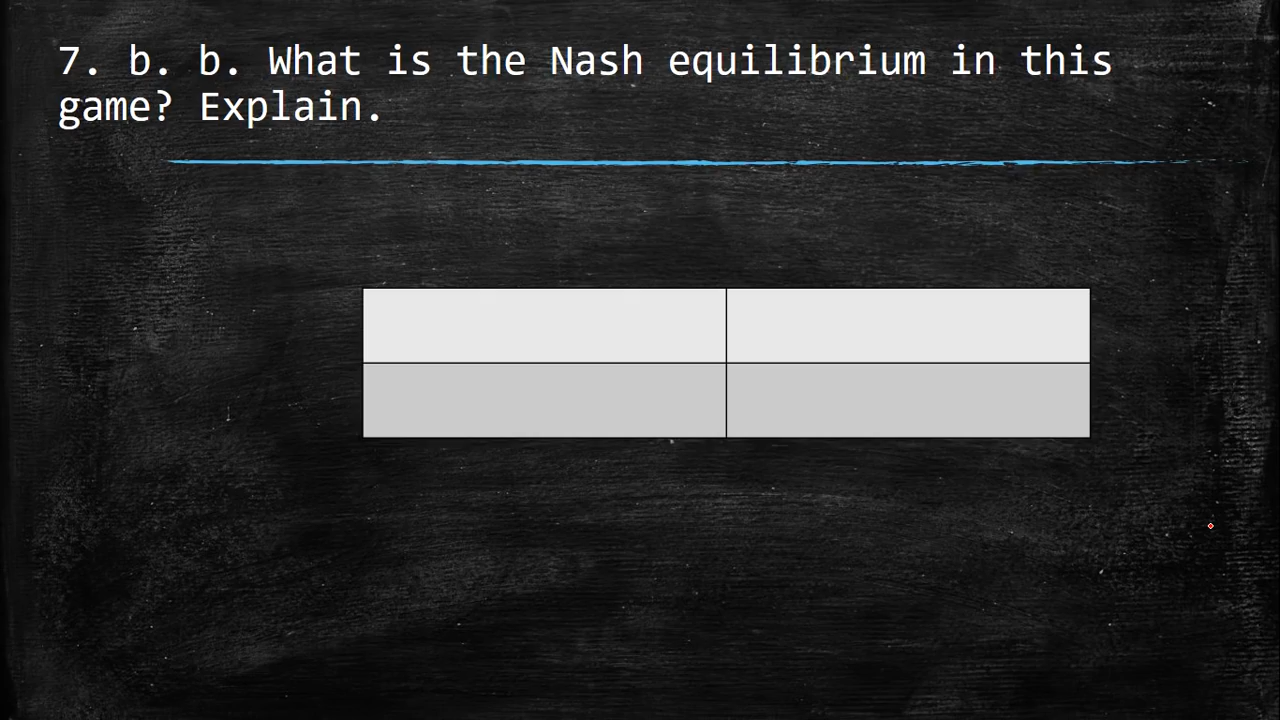 7. b. b. What is the Nash equilibrium in this
game? Explain.